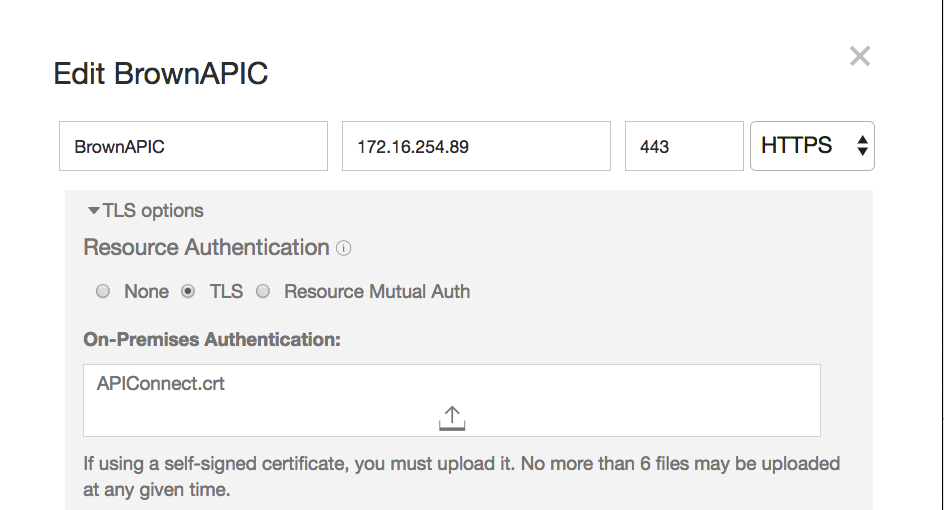 Edit BrownAPIC
BrownAPIC 172.16.254.89 443 HTTPS
TLS options
Resource Authentication
None TLS Resource Mutual Auth
On-Premises Authentication:
APIConnect.crt
If using a self-signed certificate, you must upload it. No more than 6 files may be uploaded
at any given time.